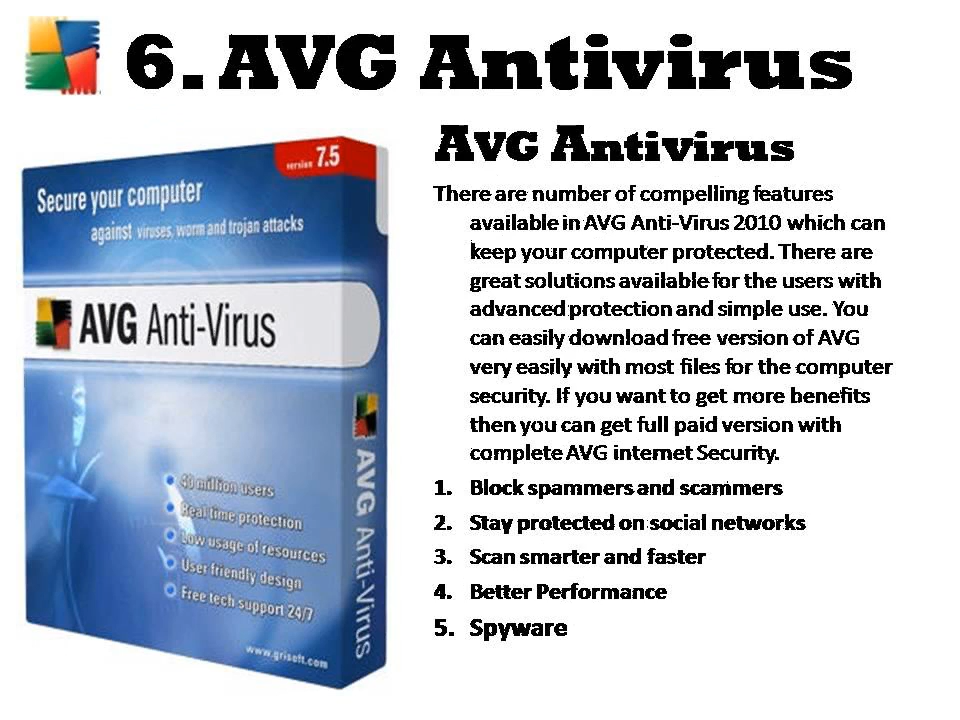 6. AVG Antivirus
version 7.5
Secure your computer
against viruses, worm and trojan attacks
AVG Anti-Virus
40 million users
Real time protection
Low usage of resources
User friendly design
Free tech support 24/7
www.grisoft.com
AVG Anti-Virus
AVG ANTIVIRUS
There are number of compelling features
available in AVG Anti-Virus 2010 which can
keep your computer protected. There are
great solutions available for the users with
advanced protection and simple use. You
can easily download free version of AVG
very easily with most files for the computer
security. If you want to get more benefits
then you can get full paid version with
complete AVG internet Security.
1. Block spammers and scammers
2. Stay protected on social networks
3. Scan smarter and faster
4. Better Performance
5. Spyware